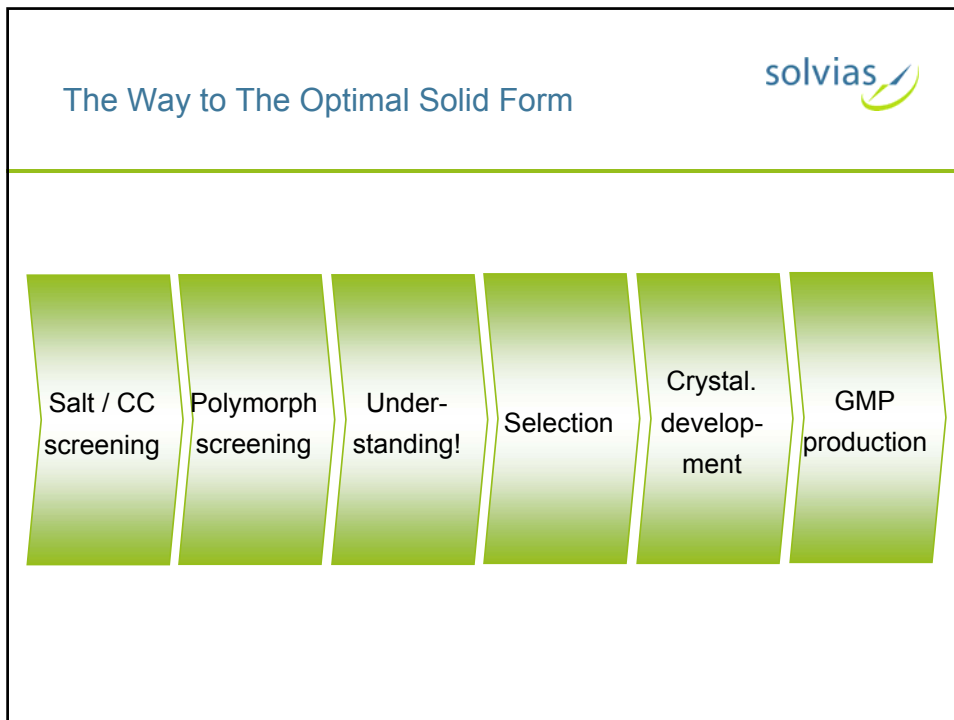 The Way to The Optimal Solid Form
solvias
Salt / CC
screening
Polymorph
screening
Under-
standing!
Selection
Crystal.
develop-
ment
GMP
production